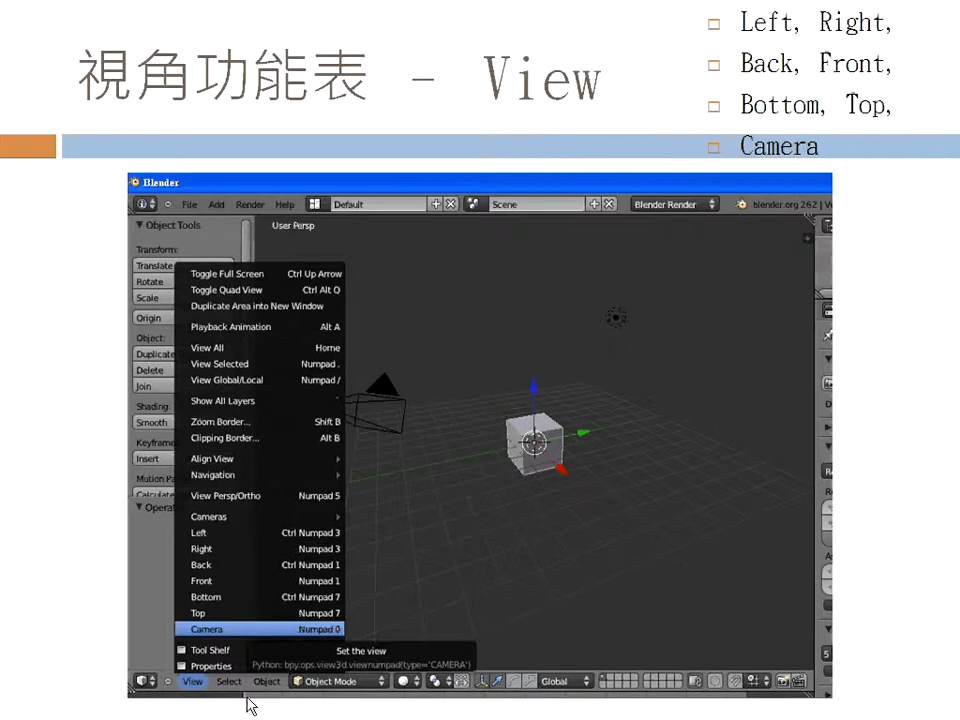 視角功能表 - View
Left, Right,
Back, Front,
Bottom, Top,
Camera
Blender
File Add Render Help Default Scene Blender Render blender.org 262
Object Tools
User Persp
Transform:
Translate
Rotate
Scale
Origin
Object:
Duplicate
Delete
Join
Shading:
Smooth
Keyframe
Insert
Motion Pa
Calculate
Operat
Toggle Full Screen Ctrl Up Arrow
Toggle Quad View Ctrl Alt Q
Duplicate Area into New Window
Playback Animation Alt A
View All Home
View Selected Numpad .
View Global/Local Numpad /
Show All Layers `
Zoom Border... Shift B
Clipping Border... Alt B
Align View
Navigation
View Persp/Ortho Numpad 5
Cameras
Left Ctrl Numpad 3
Right Numpad 3
Back Ctrl Numpad 1
Front Numpad 1
Bottom Ctrl Numpad 7
Top Numpad 7
Camera Numpad 0
Tool Shelf
Properties
Set the view
Python: bpy.ops.view3d.viewnumpad(type='CAMERA')
View Select Object Object Mode Global